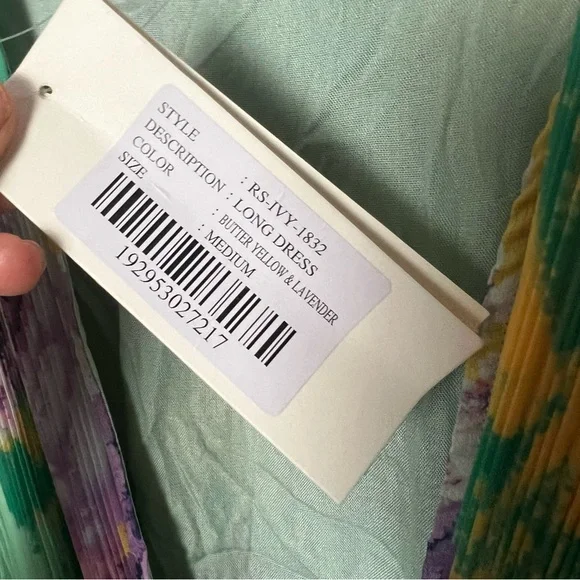 STYLE : RS-IVY-1832
DESCRIPTION : LONG DRESS
COLOR : BUTTER YELLOW & LAVENDER
SIZE : MEDIUM
192953027217